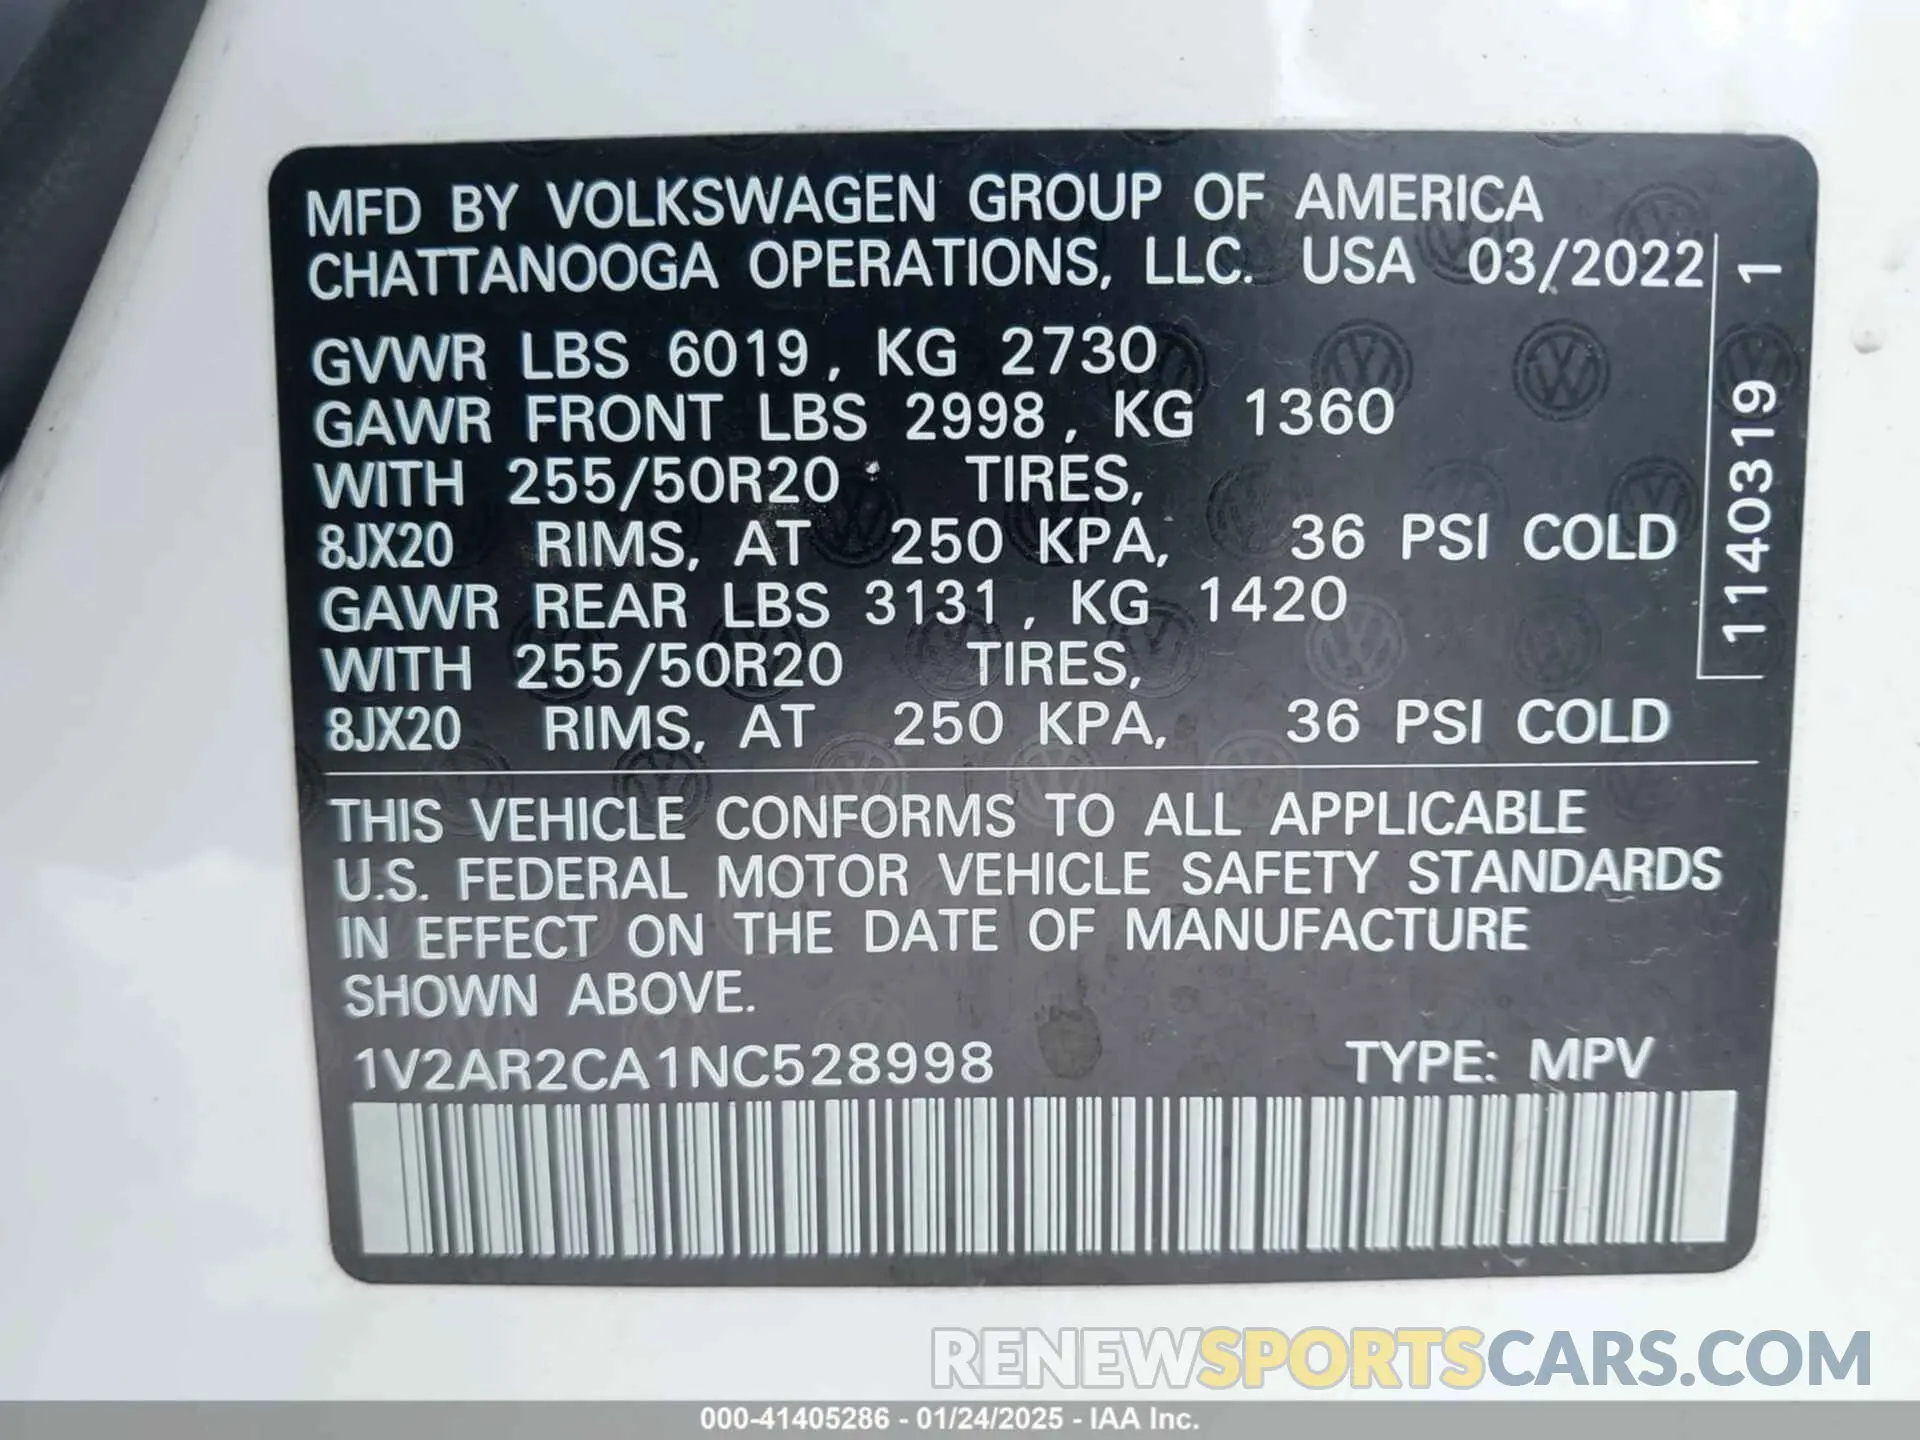 MFD BY VOLKSWAGEN GROUP OF AMERICA
CHATTANOOGA OPERATIONS, LLC. USA 03/2022
GVWR LBS 6019, KG 2730
GAWR FRONT LBS 2998, KG 1360
WITH 255/50R20 TIRES,
8JX20 RIMS, AT 250 KPA, 36 PSI COLD
GAWR REAR LBS 3131, KG 1420
WITH 255/50R20 TIRES,
8JX20 RIMS, AT 250 KPA, 36 PSI COLD
1140319 1
THIS VEHICLE CONFORMS TO ALL APPLICABLE
U.S. FEDERAL MOTOR VEHICLE SAFETY STANDARDS
IN EFFECT ON THE DATE OF MANUFACTURE
SHOWN ABOVE.
1V2AR2CA1NC528998 TYPE: MPV
RENEWSPORTSCARS.COM
000-41405286 - 01/24/2025 - IAA Inc.